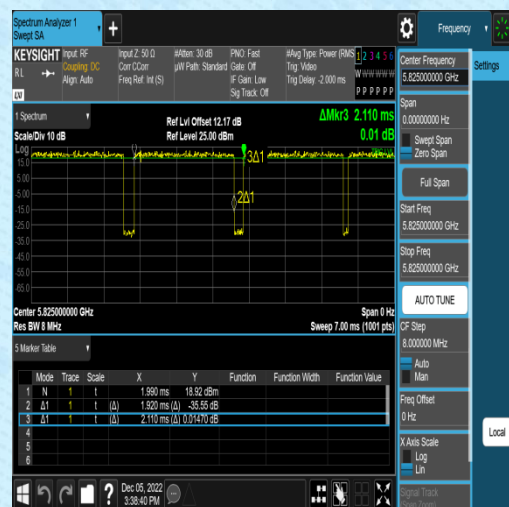 Spectrum Analyzer 1
Swept SA
Frequency
KEYSIGHT
RL
Input: RF
Coupling: DC
Align: Auto
Input Z: 50 Ω
Corr CCorr
Freq Ref: Int (S)
#Atten: 30 dB
µW Path: Standard
PNO: Fast
Gate: Off
IF Gain: Low
Sig Track: Off
#Avg Type: Power (RMS)
Trig: Video
Trig Delay: -2.000 ms
1 2 3 4 5 6
W W W W W W
P P P P P P
LXI
1 Spectrum
Scale/Div 10 dB
Ref Lvl Offset 12.17 dB
Ref Level 25.00 dBm
ΔMkr3 2.110 ms
0.01 dB
Log
15.0
5.00
-5.00
-15.0
-25.0
-35.0
-45.0
-55.0
-65.0
3Δ1
2Δ1
Center 5.825000000 GHz
Res BW 8 MHz
Span 0 Hz
Sweep 7.00 ms (1001 pts)
5 Marker Table
Mode Trace Scale X Y Function Function Width Function Value
1 N 1 t 1.990 ms 18.92 dBm
2 Δ1 1 t (Δ) 1.920 ms (Δ) -35.55 dB
3 Δ1 1 t (Δ) 2.110 ms (Δ) 0.01470 dB
4
5
6
Dec 05, 2022
3:38:40 PM
Center Frequency
5.825000000 GHz
Settings
Span
0.00000000 Hz
Swept Span
Zero Span
Full Span
Start Freq
5.825000000 GHz
Stop Freq
5.825000000 GHz
AUTO TUNE
CF Step
8.000000 MHz
Auto
Man
Freq Offset
0 Hz
Local
X Axis Scale
Log
Lin
Signal Track
(Span Zoom)